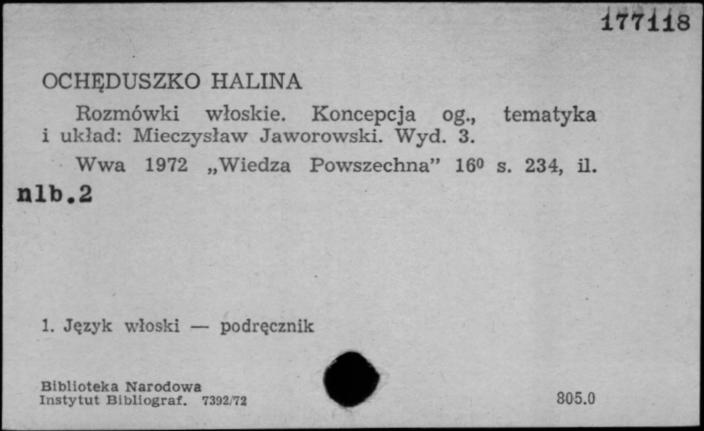 177118
OCHĘDUSZKO HALINA
Rozmówki włoskie. Koncepcja og., tematyka
i układ: Mieczysław Jaworowski. Wyd. 3.
Wwa 1972 „Wiedza Powszechna” 16⁰ s. 234, il.
nlb.2
1. Język włoski — podręcznik
Biblioteka Narodowa
Instytut Bibliograf. 7392/72
805.0